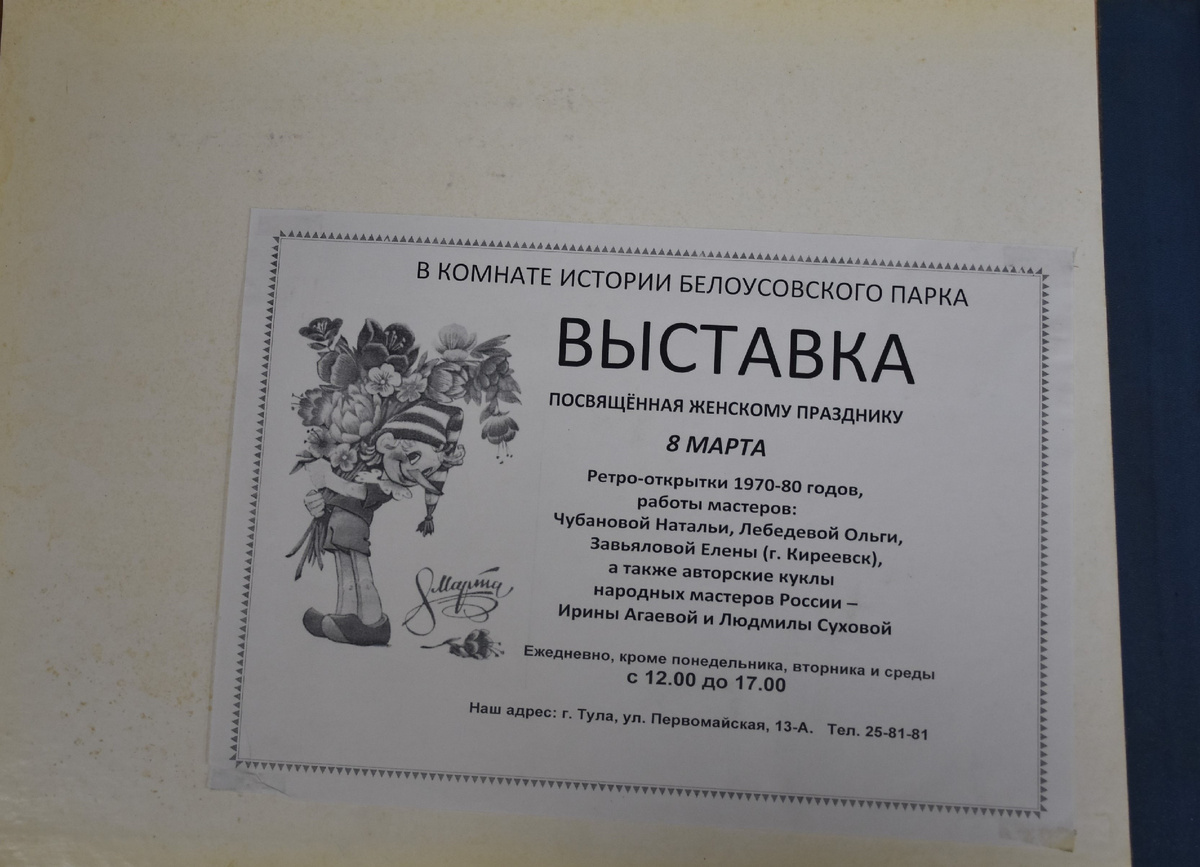 В КОМНАТЕ ИСТОРИИ БЕЛОУСОВСКОГО ПАРКА
ВЫСТАВКА
ПОСВЯЩЁННАЯ ЖЕНСКОМУ ПРАЗДНИКУ
8 МАРТА
Ретро-открытки 1970-80 годов,
работы мастеров:
Чубановой Натальи, Лебедевой Ольги,
Завьяловой Елены (г. Киреевск),
а также авторские куклы
народных мастеров России –
Ирины Агаевой и Людмилы Суховой
8 Марта
Ежедневно, кроме понедельника, вторника и среды
с 12.00 до 17.00
Наш адрес: г. Тула, ул. Первомайская, 13-А. Тел. 25-81-81